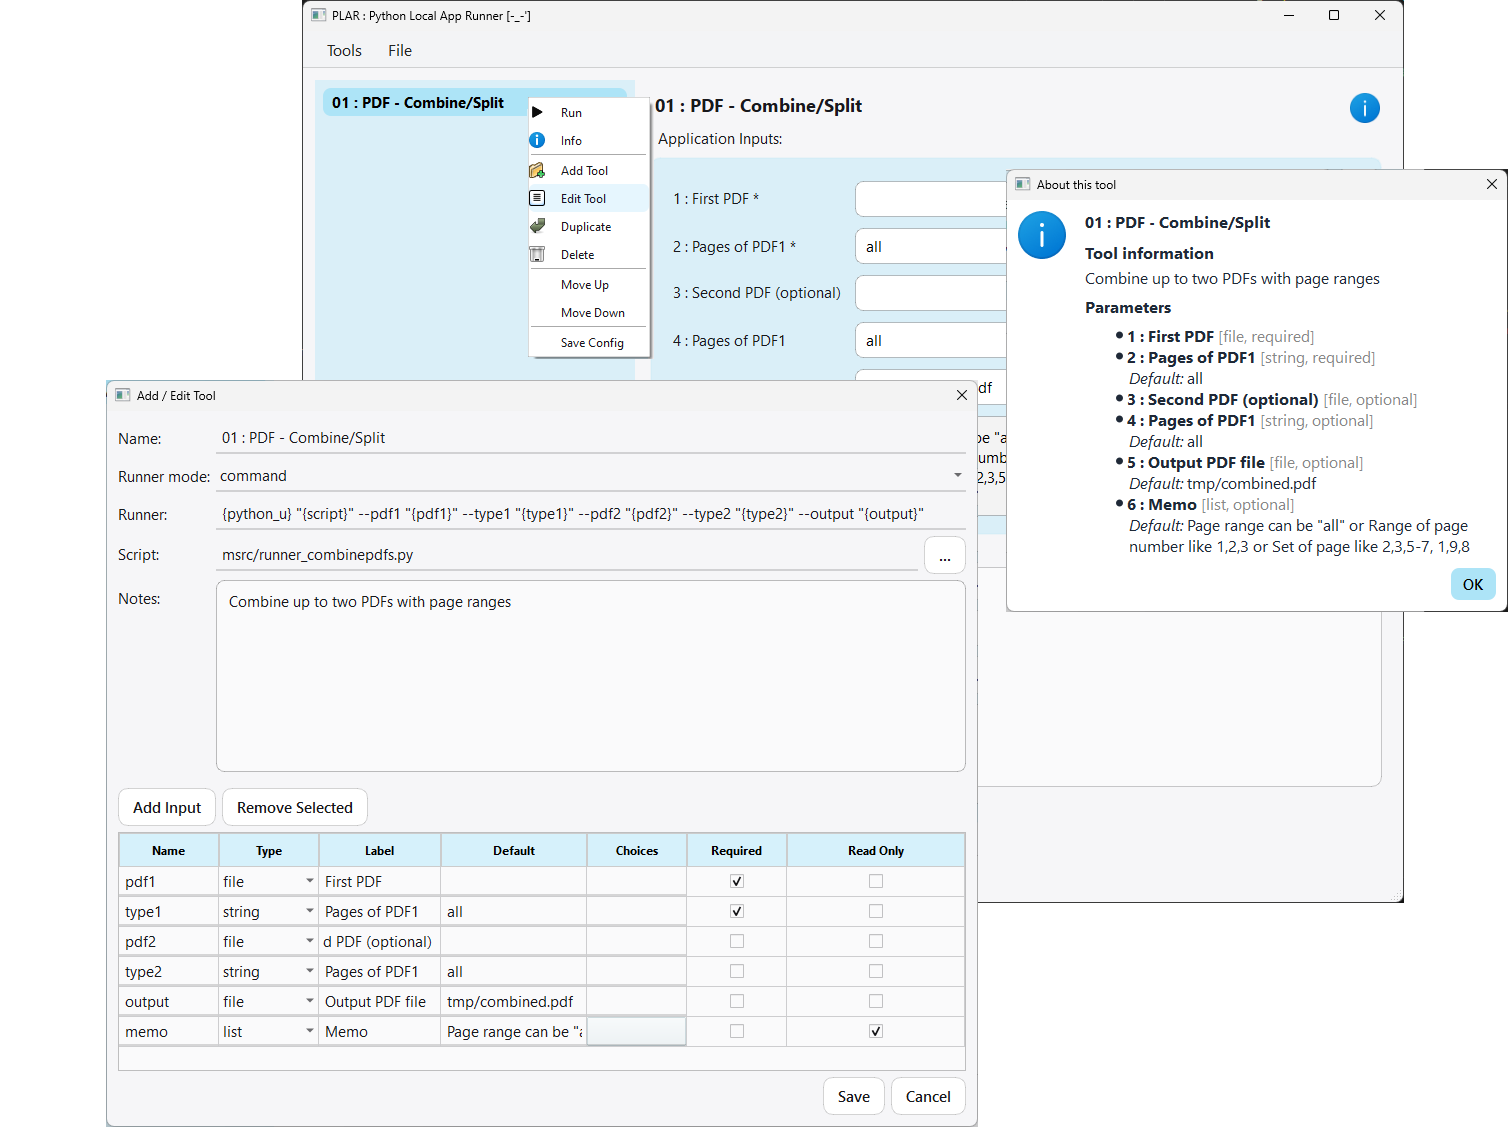 PLAR : Python Local App Runner [-_-']
Tools File
01 : PDF - Combine/Split
Run
Info
Add Tool
Edit Tool
Duplicate
Delete
Move Up
Move Down
Save Config
01 : PDF - Combine/Split
Application Inputs:
1 : First PDF *
2 : Pages of PDF1 *
all
3 : Second PDF (optional)
4 : Pages of PDF1
all
df
be "a
umb
2,3,5
About this tool
01 : PDF - Combine/Split
Tool information
Combine up to two PDFs with page ranges
Parameters
• 1 : First PDF [file, required]
• 2 : Pages of PDF1 [string, required]
Default: all
• 3 : Second PDF (optional) [file, optional]
• 4 : Pages of PDF1 [string, optional]
Default: all
• 5 : Output PDF file [file, optional]
Default: tmp/combined.pdf
• 6 : Memo [list, optional]
Default: Page range can be "all" or Range of page
number like 1,2,3 or Set of page like 2,3,5-7, 1,9,8
OK
Add / Edit Tool
Name: 01 : PDF - Combine/Split
Runner mode: command
Runner: {python_u} "{script}" --pdf1 "{pdf1}" --type1 "{type1}" --pdf2 "{pdf2}" --type2 "{type2}" --output "{output}"
Script: msrc/runner_combinepdfs.py ...
Notes: Combine up to two PDFs with page ranges
Add Input Remove Selected
Name Type Label Default Choices Required Read Only
pdf1 file First PDF
type1 string Pages of PDF1 all
pdf2 file d PDF (optional)
type2 string Pages of PDF1 all
output file Output PDF file tmp/combined.pdf
memo list Memo Page range can be "a
Save Cancel